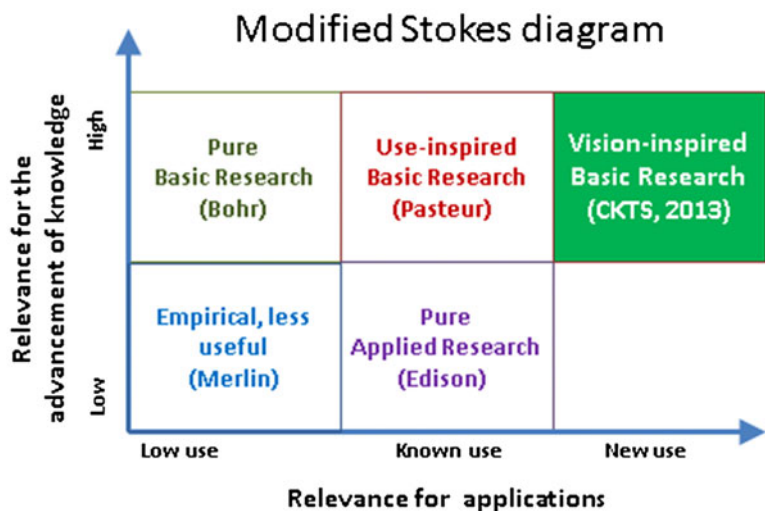 Modified Stokes diagram
Relevance for the
advancement of knowledge
High
Low
Pure
Basic Research
(Bohr)
Use-inspired
Basic Research
(Pasteur)
Vision-inspired
Basic Research
(CKTS, 2013)
Empirical, less
useful
(Merlin)
Pure
Applied Research
(Edison)
Low use
Known use
New use
Relevance for applications